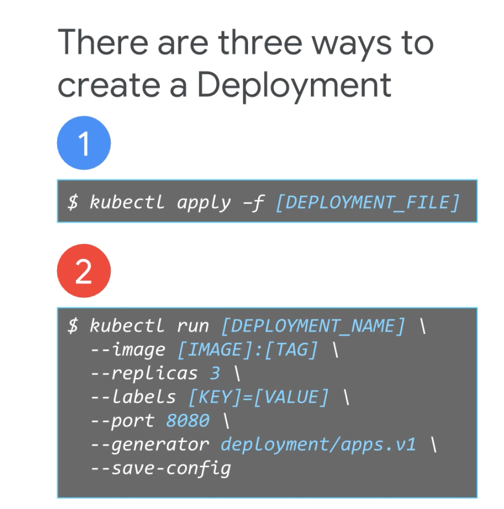 There are three ways to
create a Deployment
1
$ kubectl apply –f [DEPLOYMENT_FILE]
2
$ kubectl run [DEPLOYMENT_NAME] \
--image [IMAGE]:[TAG] \
--replicas 3 \
--labels [KEY]=[VALUE] \
--port 8080 \
--generator deployment/apps.v1 \
--save-config